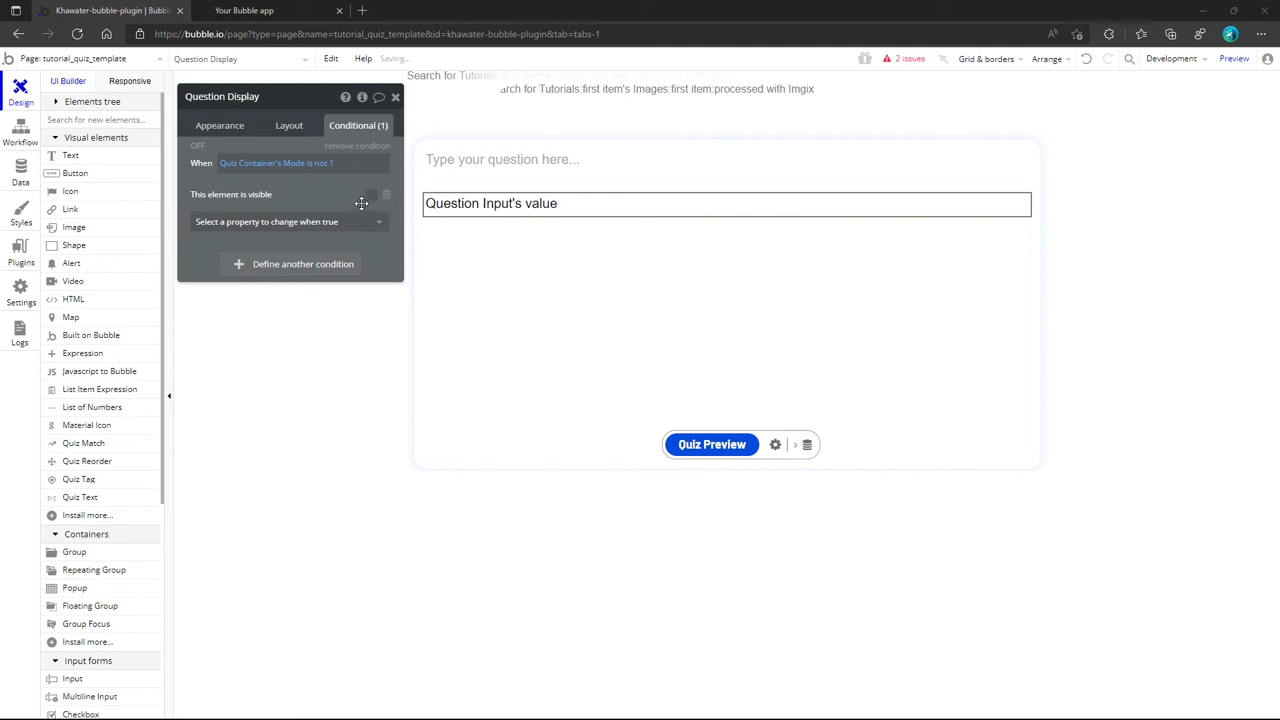 Khawater-bubble-plugin | Bubbl
Your Bubble app
https://bubble.io/page?type=page&name=tutorial_quiz_template&id=khawater-bubble-plugin&tab=tabs-1
Page: tutorial_quiz_template
Question Display
Edit
Help
Saving...
2 issues
Grid & borders
Arrange
Development
Preview
Design
Workflow
Data
Styles
Plugins
Settings
Logs
UI Builder
Responsive
Elements tree
Search for new elements...
Visual elements
Text
Button
Icon
Link
Image
Shape
Alert
Video
HTML
Map
Built on Bubble
Expression
Javascript to Bubble
List Item Expression
List of Numbers
Material Icon
Quiz Match
Quiz Reorder
Quiz Tag
Quiz Text
Install more...
Containers
Group
Repeating Group
Popup
Floating Group
Group Focus
Install more...
Input forms
Input
Multiline Input
Checkbox
Question Display
Appearance
Layout
Conditional (1)
OFF
remove condition
When
Quiz Container's Mode is not 1
This element is visible
Select a property to change when true
Define another condition
Search for Tutorials
arch for Tutorials:first item's Images:first item:processed with Imgix
Type your question here...
Question Input's value
Quiz Preview